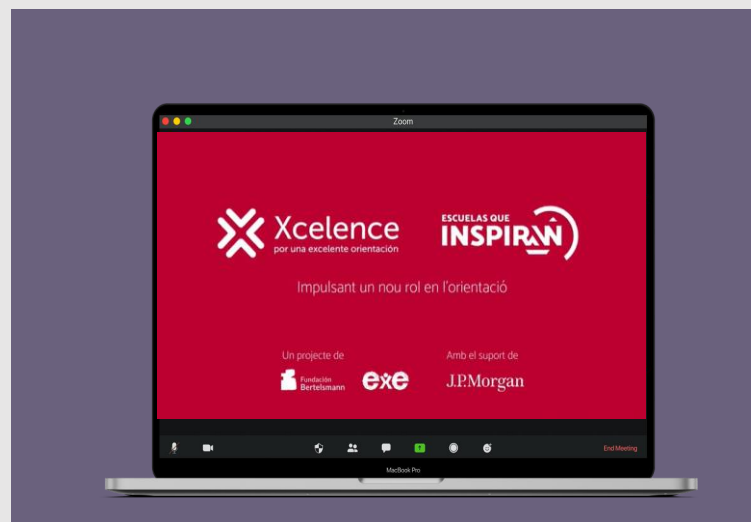 Zoom
Xcelence
por una excelente orientación
ESCUELAS QUE
INSPIRAN
Impulsant un nou rol en l'orientació
Un projecte de
Amb el suport de
Fundación
Bertelsmann
exe
J.P.Morgan
End Meeting
MacBook Pro